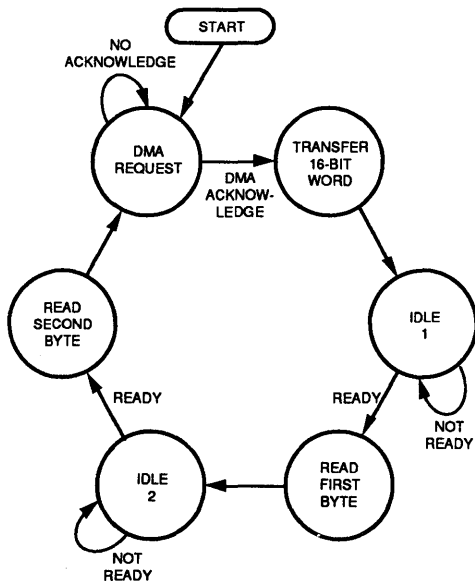 START
NO
ACKNOWLEDGE
DMA
REQUEST
DMA
ACKNOW-
LEDGE
TRANSFER
16-BIT
WORD
READ
SECOND
BYTE
IDLE
1
READY
READY
NOT
READY
IDLE
2
READ
FIRST
BYTE
NOT
READY